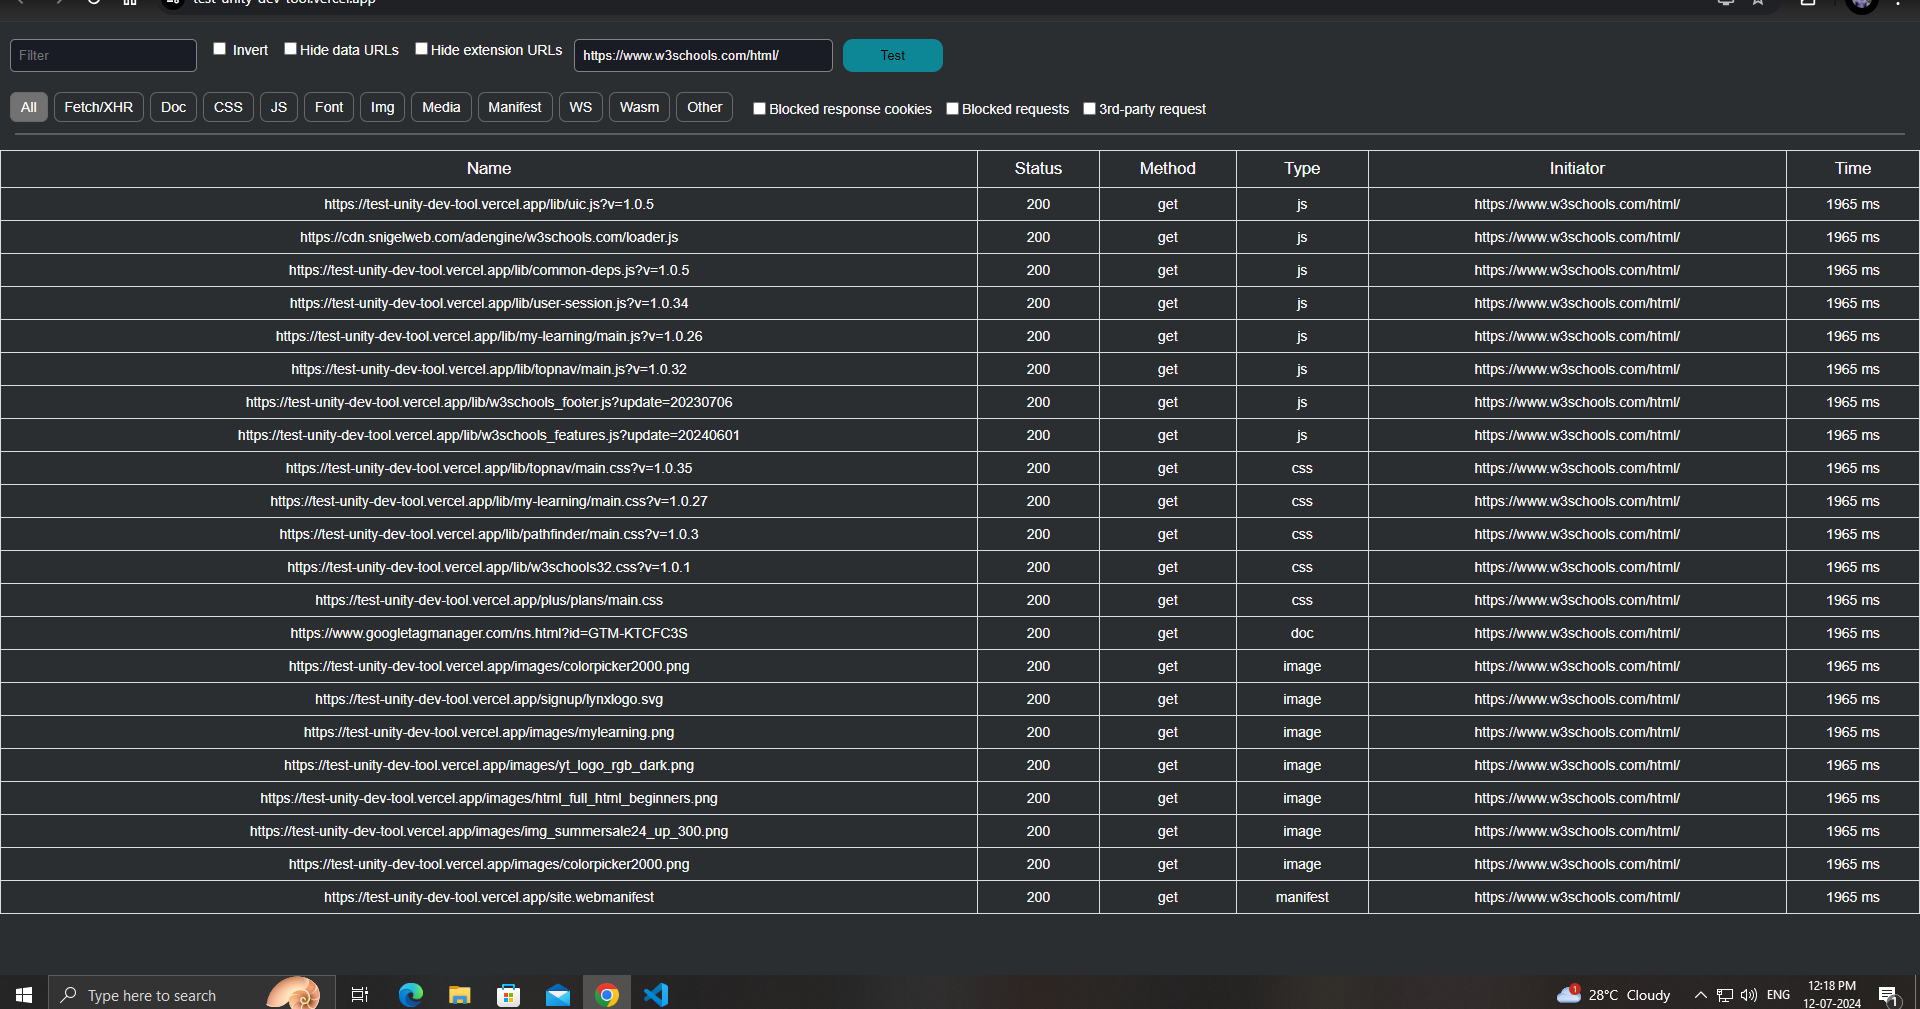 test-unity-dev-tool.vercel.app
Filter Invert Hide data URLs Hide extension URLs https://www.w3schools.com/html/ Test
All Fetch/XHR Doc CSS JS Font Img Media Manifest WS Wasm Other Blocked response cookies Blocked requests 3rd-party request
Name Status Method Type Initiator Time
https://test-unity-dev-tool.vercel.app/lib/uic.js?v=1.0.5 200 get js https://www.w3schools.com/html/ 1965 ms
https://cdn.snigelweb.com/adengine/w3schools.com/loader.js 200 get js https://www.w3schools.com/html/ 1965 ms
https://test-unity-dev-tool.vercel.app/lib/common-deps.js?v=1.0.5 200 get js https://www.w3schools.com/html/ 1965 ms
https://test-unity-dev-tool.vercel.app/lib/user-session.js?v=1.0.34 200 get js https://www.w3schools.com/html/ 1965 ms
https://test-unity-dev-tool.vercel.app/lib/my-learning/main.js?v=1.0.26 200 get js https://www.w3schools.com/html/ 1965 ms
https://test-unity-dev-tool.vercel.app/lib/topnav/main.js?v=1.0.32 200 get js https://www.w3schools.com/html/ 1965 ms
https://test-unity-dev-tool.vercel.app/lib/w3schools_footer.js?update=20230706 200 get js https://www.w3schools.com/html/ 1965 ms
https://test-unity-dev-tool.vercel.app/lib/w3schools_features.js?update=20240601 200 get js https://www.w3schools.com/html/ 1965 ms
https://test-unity-dev-tool.vercel.app/lib/topnav/main.css?v=1.0.35 200 get css https://www.w3schools.com/html/ 1965 ms
https://test-unity-dev-tool.vercel.app/lib/my-learning/main.css?v=1.0.27 200 get css https://www.w3schools.com/html/ 1965 ms
https://test-unity-dev-tool.vercel.app/lib/pathfinder/main.css?v=1.0.3 200 get css https://www.w3schools.com/html/ 1965 ms
https://test-unity-dev-tool.vercel.app/lib/w3schools32.css?v=1.0.1 200 get css https://www.w3schools.com/html/ 1965 ms
https://test-unity-dev-tool.vercel.app/plus/plans/main.css 200 get css https://www.w3schools.com/html/ 1965 ms
https://www.googletagmanager.com/ns.html?id=GTM-KTCFC3S 200 get doc https://www.w3schools.com/html/ 1965 ms
https://test-unity-dev-tool.vercel.app/images/colorpicker2000.png 200 get image https://www.w3schools.com/html/ 1965 ms
https://test-unity-dev-tool.vercel.app/signup/lynxlogo.svg 200 get image https://www.w3schools.com/html/ 1965 ms
https://test-unity-dev-tool.vercel.app/images/mylearning.png 200 get image https://www.w3schools.com/html/ 1965 ms
https://test-unity-dev-tool.vercel.app/images/yt_logo_rgb_dark.png 200 get image https://www.w3schools.com/html/ 1965 ms
https://test-unity-dev-tool.vercel.app/images/html_full_html_beginners.png 200 get image https://www.w3schools.com/html/ 1965 ms
https://test-unity-dev-tool.vercel.app/images/img_summersale24_up_300.png 200 get image https://www.w3schools.com/html/ 1965 ms
https://test-unity-dev-tool.vercel.app/images/colorpicker2000.png 200 get image https://www.w3schools.com/html/ 1965 ms
https://test-unity-dev-tool.vercel.app/site.webmanifest 200 get manifest https://www.w3schools.com/html/ 1965 ms
Type here to search 1 28°C Cloudy ENG 12:18 PM
12-07-2024 1